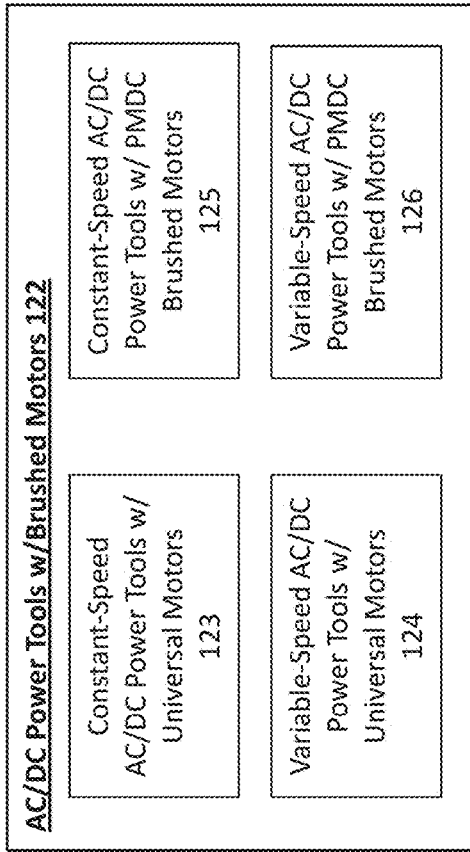 AC/DC Power Tools w/Brushed Motors 122
Constant-Speed
AC/DC Power Tools w/
Universal Motors
123
Constant-Speed AC/DC
Power Tools w/ PMDC
Brushed Motors
125
Variable-Speed AC/DC
Power Tools w/
Universal Motors
124
Variable-Speed AC/DC
Power Tools w/ PMDC
Brushed Motors
126